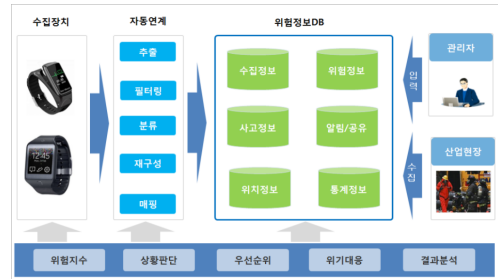 수집장치
자동연계
위험정보DB
추출
필터링
분류
재구성
매핑
수집정보
위험정보
사고정보
알림/공유
위치정보
통계정보
입력
수집
관리자
산업현장
12:45
위험지수
상황판단
우선순위
위기대응
결과분석